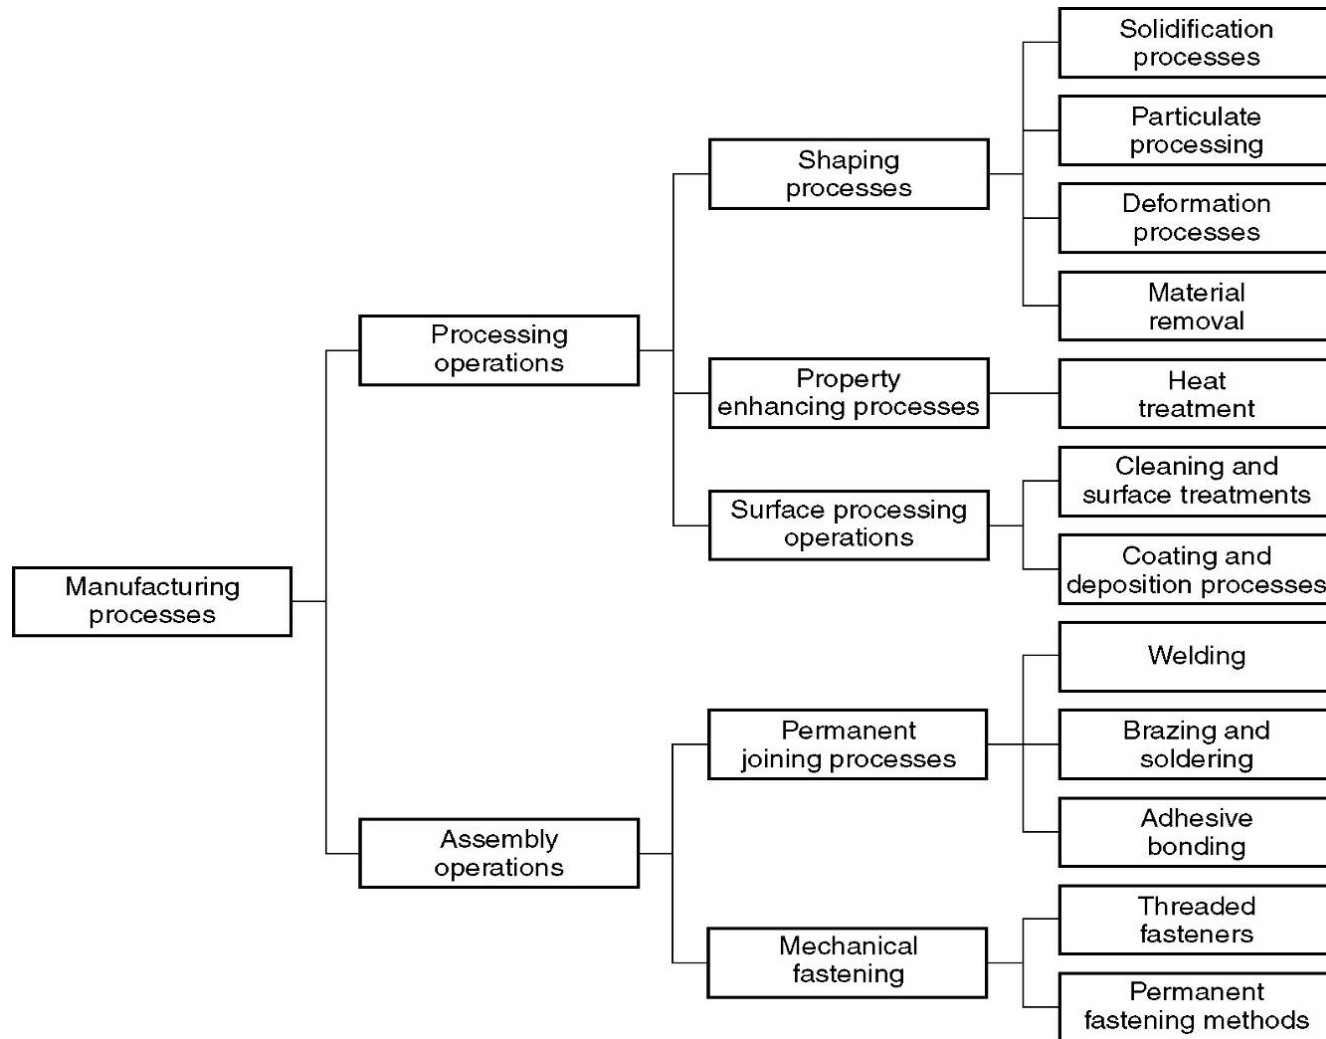 Solidification
processes
Particulate
processing
Shaping
processes
Deformation
processes
Material
removal
Processing
operations
Property
enhancing processes
Heat
treatment
Cleaning and
surface treatments
Surface processing
operations
Coating and
deposition processes
Manufacturing
processes
Welding
Permanent
joining processes
Brazing and
soldering
Adhesive
bonding
Assembly
operations
Threaded
fasteners
Mechanical
fastening
Permanent
fastening methods